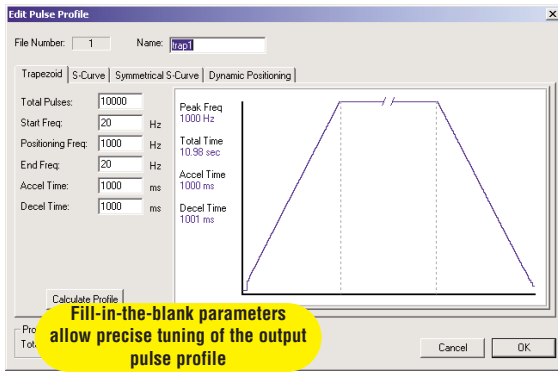 Edit Pulse Profile
File Number: 1 Name: trap1
Trapezoid S-Curve Symmetrical S-Curve Dynamic Positioning
Total Pulses: 10000
Start Freq: 20 Hz
Positioning Freq: 1000 Hz
End Freq: 20 Hz
Accel Time: 1000 ms
Decel Time: 1000 ms
Peak Freq
1000 Hz
Total Time
10.98 sec
Accel Time
1000 ms
Decel Time
1001 ms
Calculate Profile
Fill-in-the-blank parameters
allow precise tuning of the output
pulse profile
Cancel OK